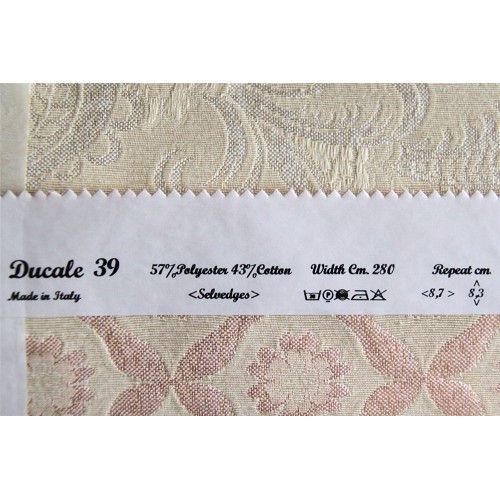 Ducale 39 57%Polyester 43%Cotton Width Cm. 280 Repeat cm
Made in Italy <Selvedges> <8,7> 8,3